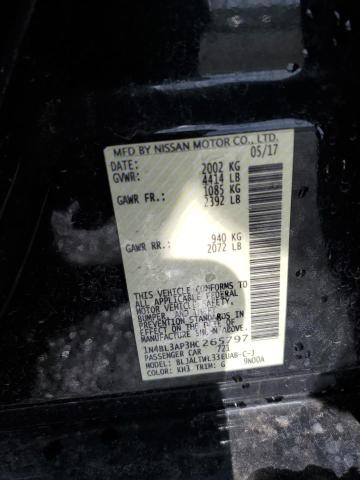 MFD BY NISSAN MOTOR CO., LTD.
DATE: 05/17
GVWR: 2002 KG
4414 LB
GAWR FR.: 1085 KG
2392 LB
GAWR RR.: 940 KG
2072 LB
THIS VEHICLE CONFORMS TO
ALL APPLICABLE FEDERAL
MOTOR VEHICLE SAFETY,
BUMPER, AND THEFT
PREVENTION STANDARDS IN
EFFECT ON THE DATE OF
MANUFACTURE SHOWN ABOVE.
1N4BL3AP3HC265797
PASSENGER CAR
COLOR: KH3 TRIM: G